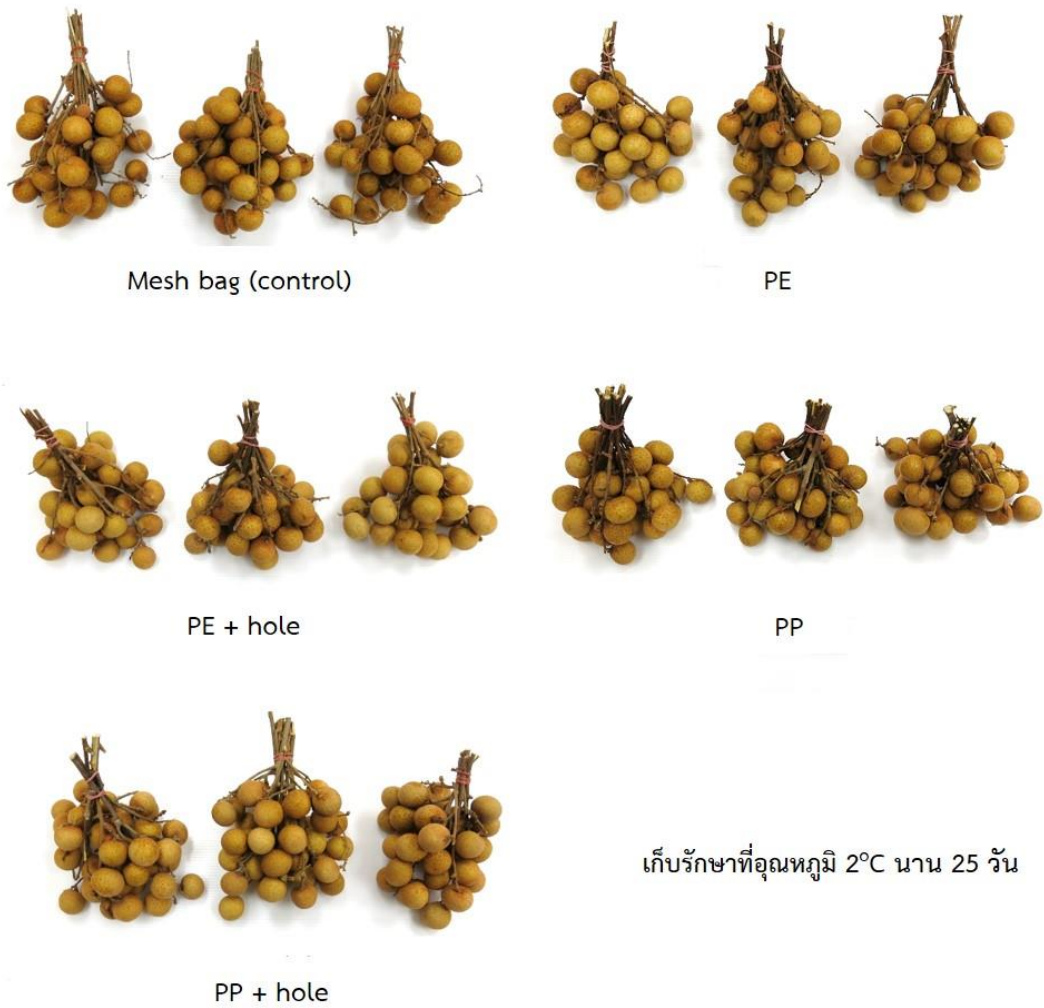 Mesh bag (control)
PE
PE + hole
PP
PP + hole
เก็บรักษาที่อุณหภูมิ 2°C นาน 25 วัน